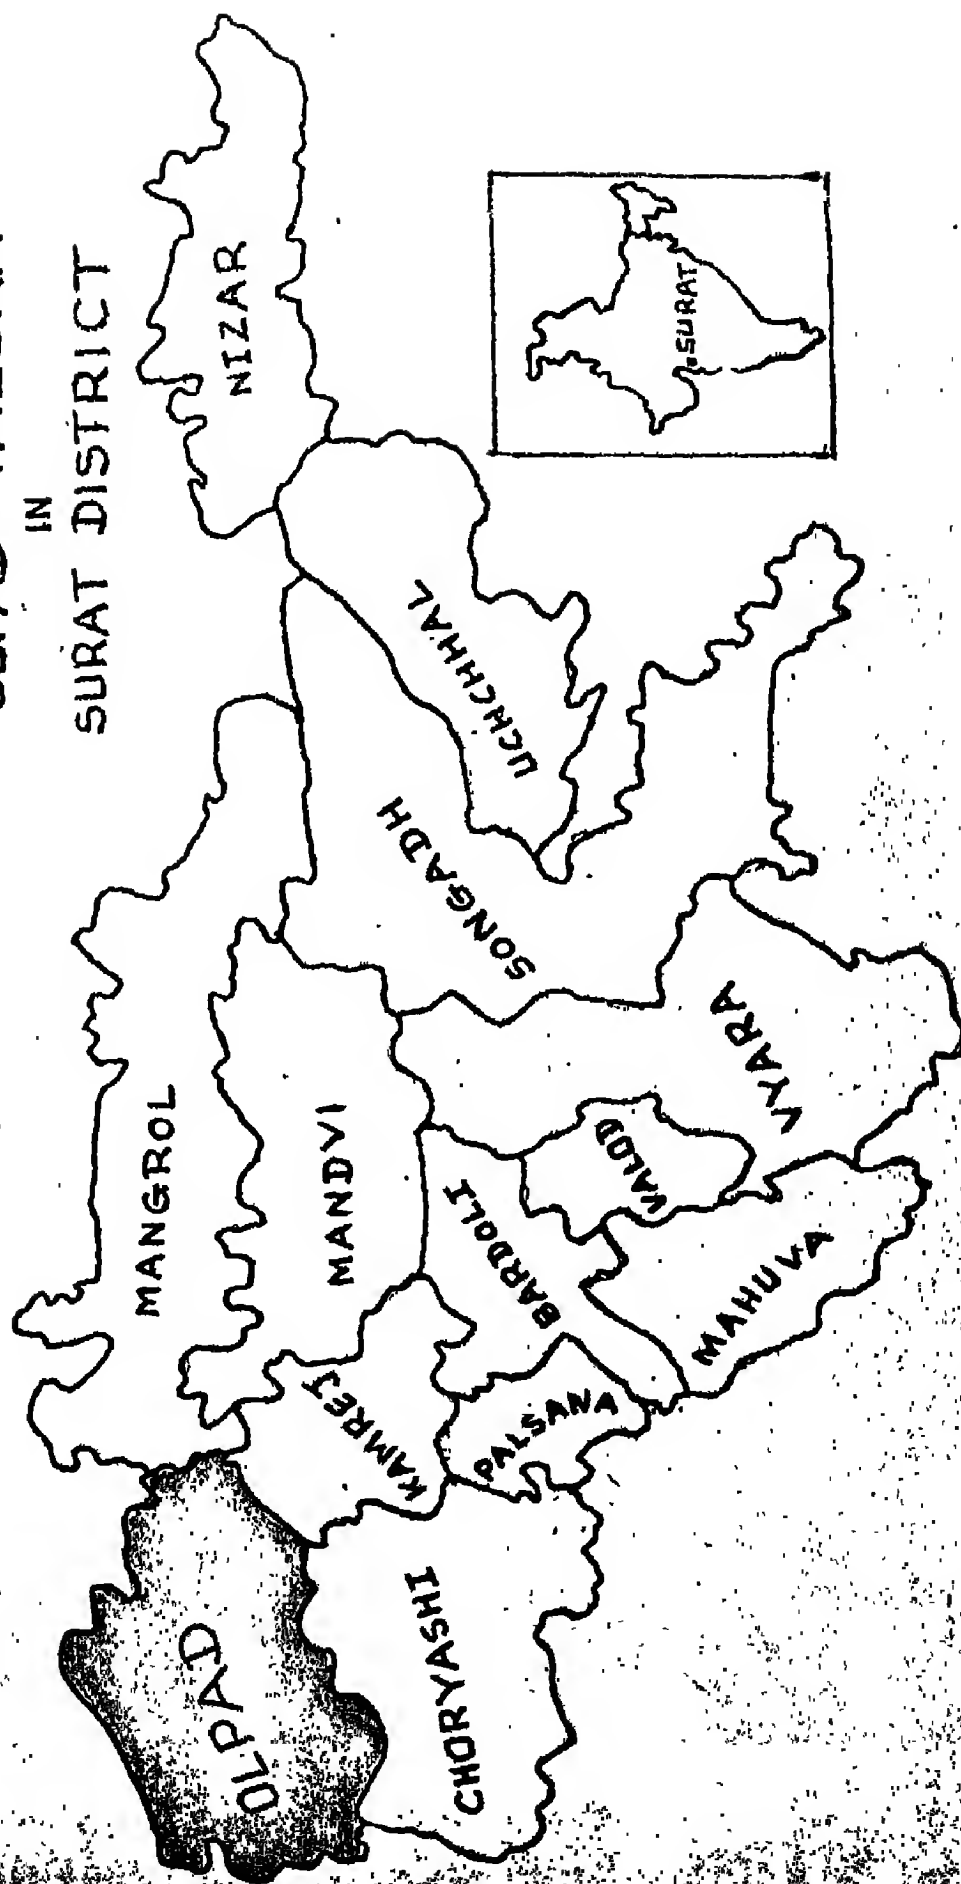 IN
SURAT DISTRICT
NIZAR
UCHCHHAL
SONGADH
MANGROL
MANDVI
VYARA
VALOD
BARDOLI
MAHUVA
KAMREJ
PALSANA
OLPAD
CHORYASHI
.SURAT